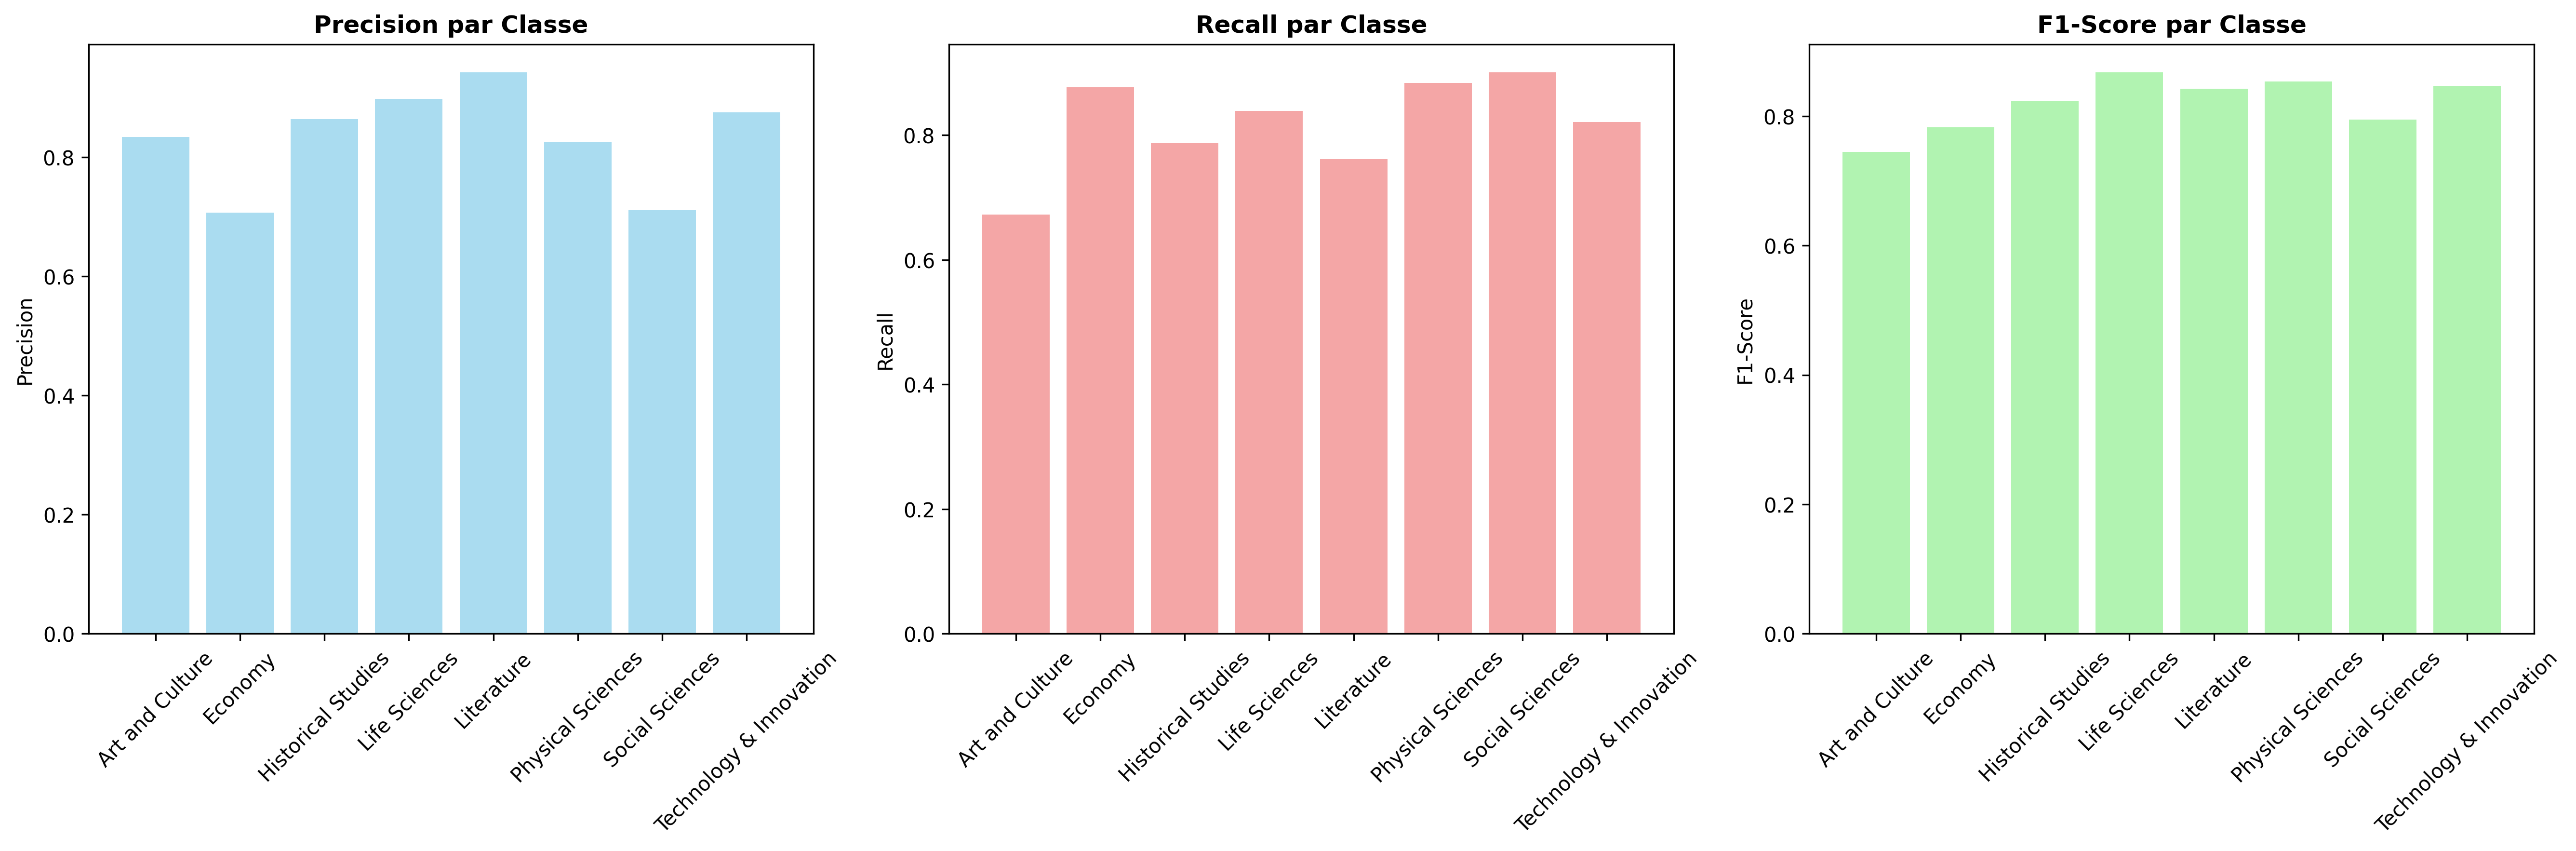 Precision par Classe
Precision
0.8
0.6
0.4
0.2
0.0
Art and Culture
Economy
Historical Studies
Life Sciences
Literature
Physical Sciences
Social Sciences
Technology & Innovation
Recall par Classe
Recall
0.8
0.6
0.4
0.2
0.0
Art and Culture
Economy
Historical Studies
Life Sciences
Literature
Physical Sciences
Social Sciences
Technology & Innovation
F1-Score par Classe
F1-Score
0.8
0.6
0.4
0.2
0.0
Art and Culture
Economy
Historical Studies
Life Sciences
Literature
Physical Sciences
Social Sciences
Technology & Innovation